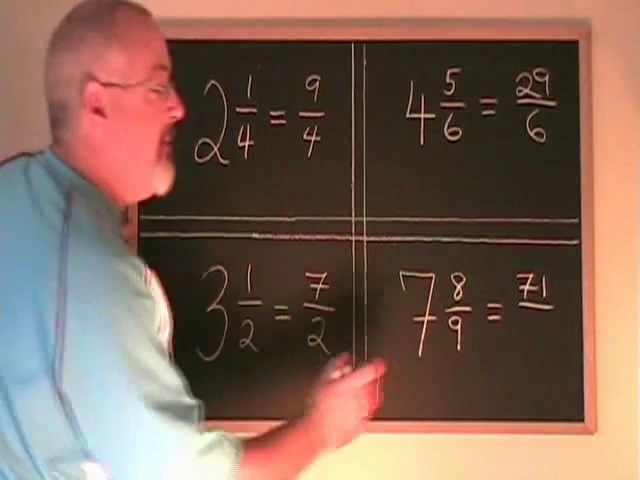 2 1/4 = 9/4
4 5/6 = 29/6
3 1/2 = 7/2
7 8/9 = 71/